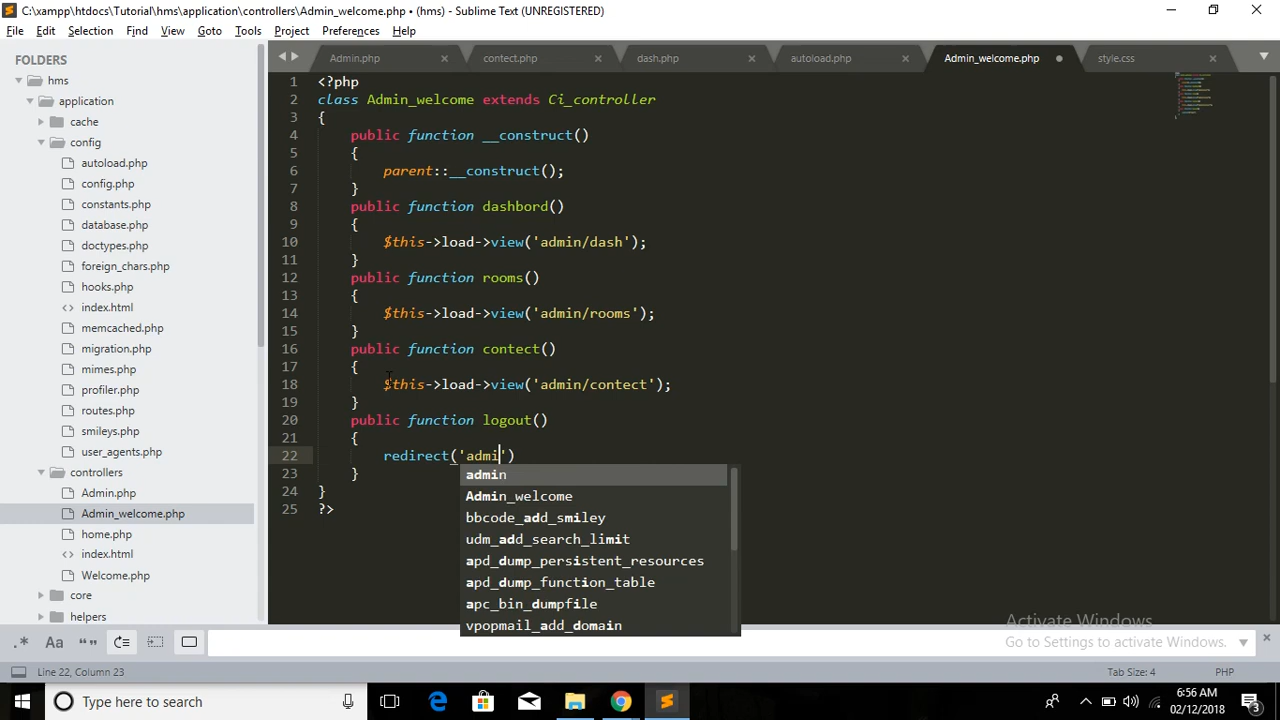 C:\xampp\htdocs\Tutorial\hms\application\controllers\Admin_welcome.php • (hms) - Sublime Text (UNREGISTERED)
File Edit Selection Find View Goto Tools Project Preferences Help
FOLDERS
hms
application
cache
config
autoload.php
config.php
constants.php
database.php
doctypes.php
foreign_chars.php
hooks.php
index.html
memcached.php
migration.php
mimes.php
profiler.php
routes.php
smileys.php
user_agents.php
controllers
Admin.php
Admin_welcome.php
home.php
index.html
Welcome.php
core
helpers
Admin.php contect.php dash.php autoload.php Admin_welcome.php style.css
1 <?php
2 class Admin_welcome extends Ci_controller
3 {
4 public function __construct()
5 {
6 parent::__construct();
7 }
8 public function dashbord()
9 {
10 $this->load->view('admin/dash');
11 }
12 public function rooms()
13 {
14 $this->load->view('admin/rooms');
15 }
16 public function contect()
17 {
18 $this->load->view('admin/contect');
19 }
20 public function logout()
21 {
22 redirect('admi')
23 }
24 }
25 ?>
admin
Admin_welcome
bbcode_add_smiley
udm_add_search_limit
apd_dump_persistent_resources
apd_dump_function_table
apc_bin_dumpfile
vpopmail_add_domain
Activate Windows
Go to Settings to activate Windows.
.* Aa “”
Line 22, Column 23 Tab Size: 4 PHP
Type here to search
6:56 AM
02/12/2018
3